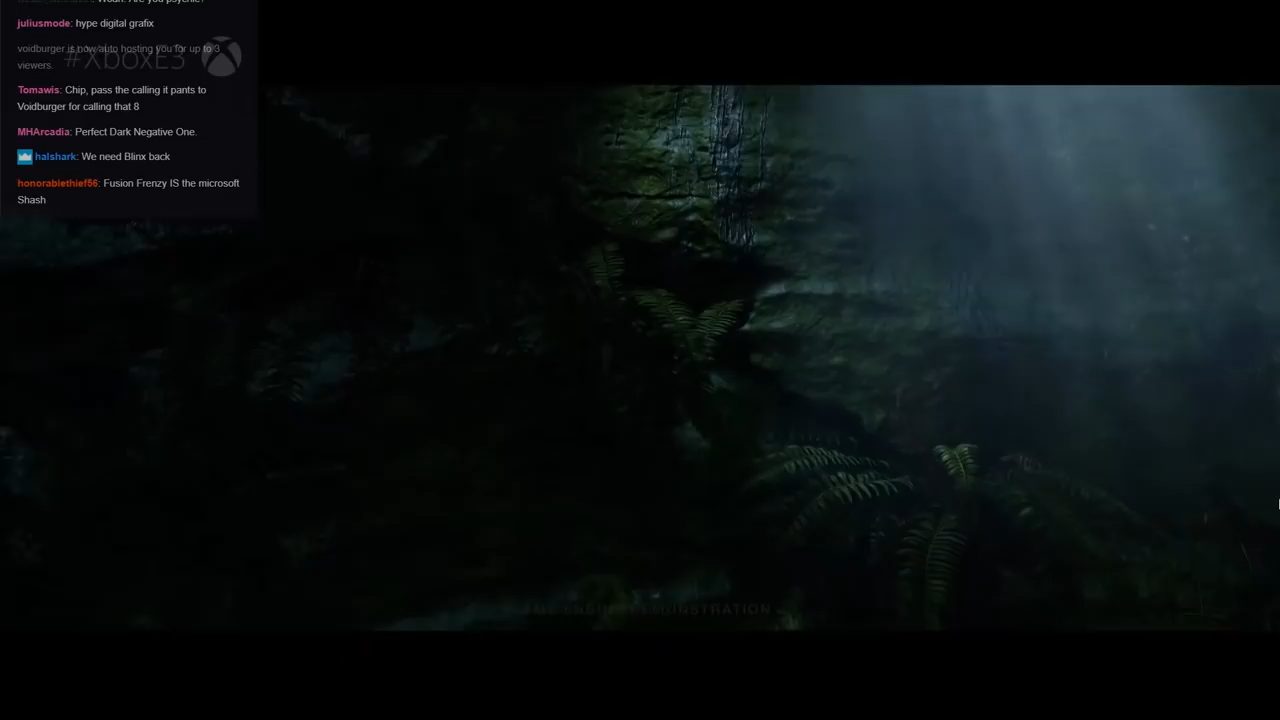 juliusmode: hype digital grafix
voidburger is now auto hosting you for up to 3
viewers.
#XboxE3
Tomawis: Chip, pass the calling it pants to
Voidburger for calling that 8
MHArcadia: Perfect Dark Negative One.
halshark: We need Blinx back
honorablethief56: Fusion Frenzy IS the microsoft
Shash
DEMONSTRATION